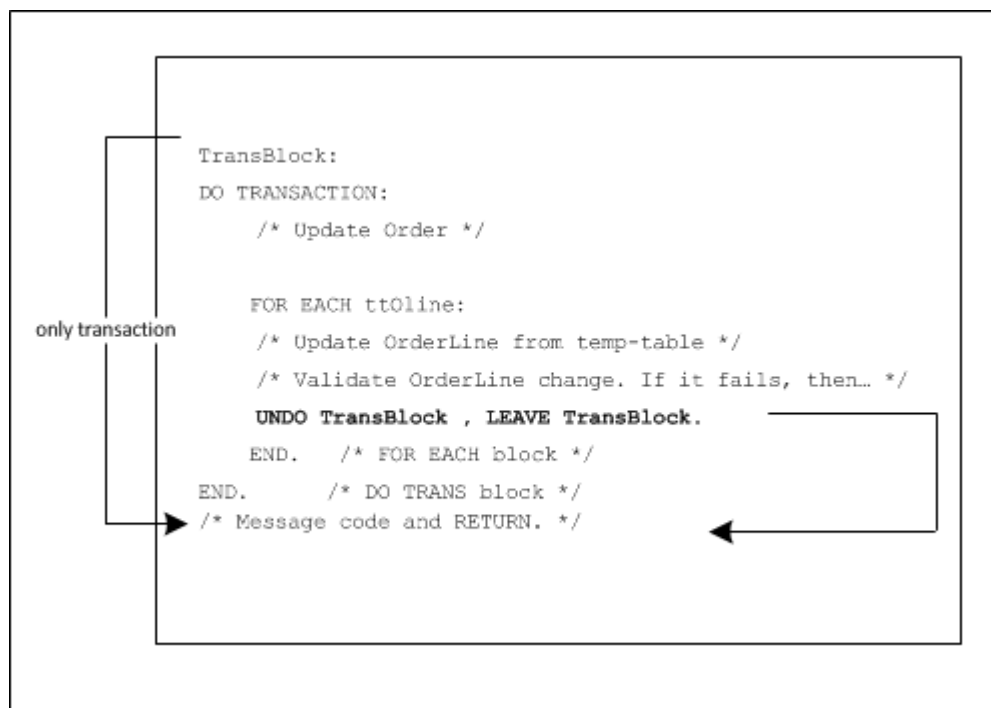 TransBlock:
DO TRANSACTION:
/* Update Order */
FOR EACH ttOline:
only transaction
/* Update OrderLine from temp-table */
/* Validate OrderLine change. If it fails, then… */
UNDO TransBlock , LEAVE TransBlock.
END. /* FOR EACH block */
END. /* DO TRANS block */
/* Message code and RETURN. */